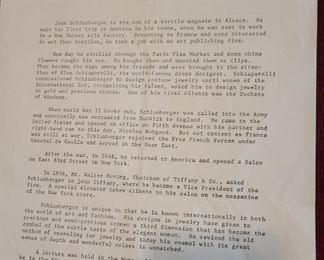 Jean Schlumberger is the son of a textile magnate in Alsace. He
made his first trip to America in his teens, when he was sent to work
in a New Jersey silk factory. Returning to France and more interested
in art than textiles, he took a job with an art publishing firm.
One day he strolled through the Paris Flea Market and some china
flowers caught his eye. He bought them and mounted them as clips.
They became the rage among his friends and were brought to the atten-
tion of Elsa Schiaparelli, the world-famous dress designer. Schiaparelli
commissioned Schlumberger to design costume jewelry until women of the
International Set, recognizing his talent, asked him to design jewelry
in gold and precious stones. One of his first clients was the Duchess
of Windsor.
When World War II broke out, Schlumberger was called into the Army
and eventually was evacuated from Dunkirk to England. He came to the
United States and opened an office on Fifth Avenue with his partner and
right-hand man to this day, Nicolas Bongard. But not content as France
was still at war, Schlumberger rejoined the Free French Forces under
General de Gaulle and served in the Near East.
After the war, in 1946, he returned to America and opened a Salon
on East 63rd Street in New York.
In 1956, Mr. Walter Hoving, Chairman of Tiffany & Co., asked
Schlumberger to join Tiffany, where he became a Vice President of the
firm. A special elevator takes clients to his salon on the mezzanine
of the New York Store.
Schlumberger is unique in that he is known internationally in both
the world of art and fashion. His designs in jewelry have given to
precious and semi-precious stones a third dimension that has become the
symbol of the subtle taste of the elegant woman. He revived the old
method of enameling for jewelry and today his enamel with its great
sense of depth and wonderful colors is unmatched.
A lecture was held in the